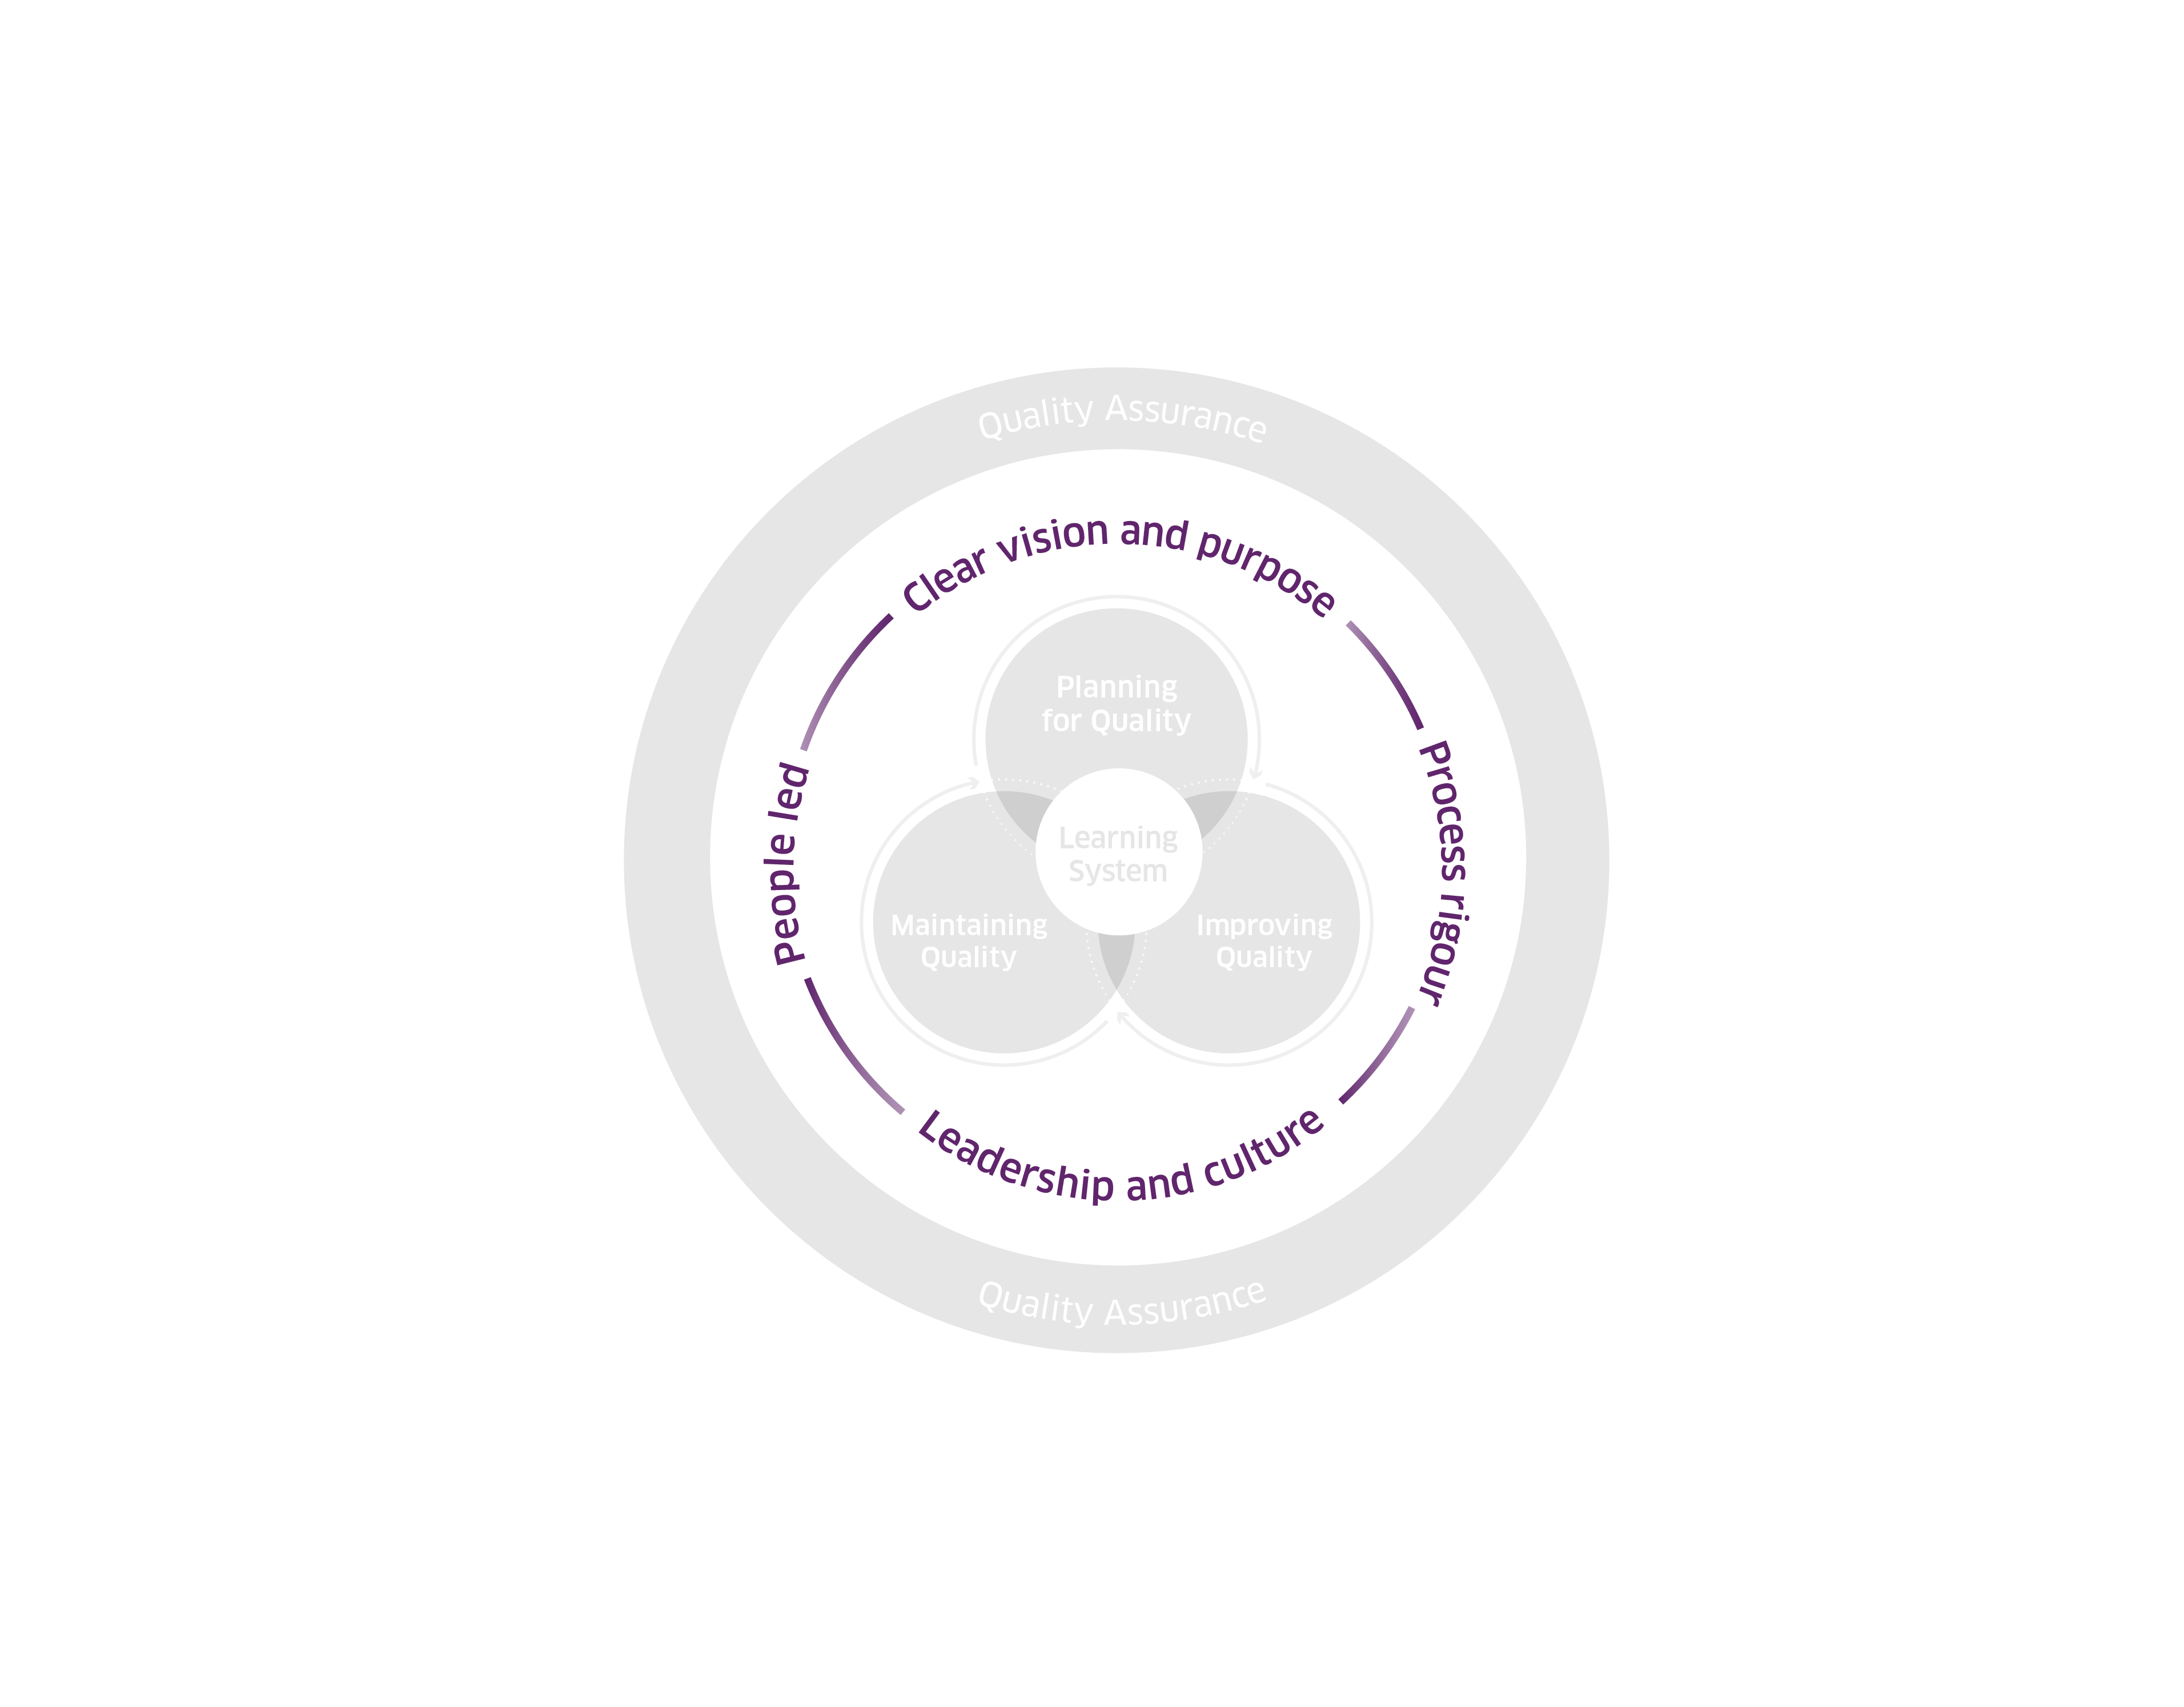 Quality Assurance
Clear vision and purpose
Planning
for Quality
People led
Process rigour
Learning
System
Maintaining
Quality
Improving
Quality
Leadership and culture
Quality Assurance